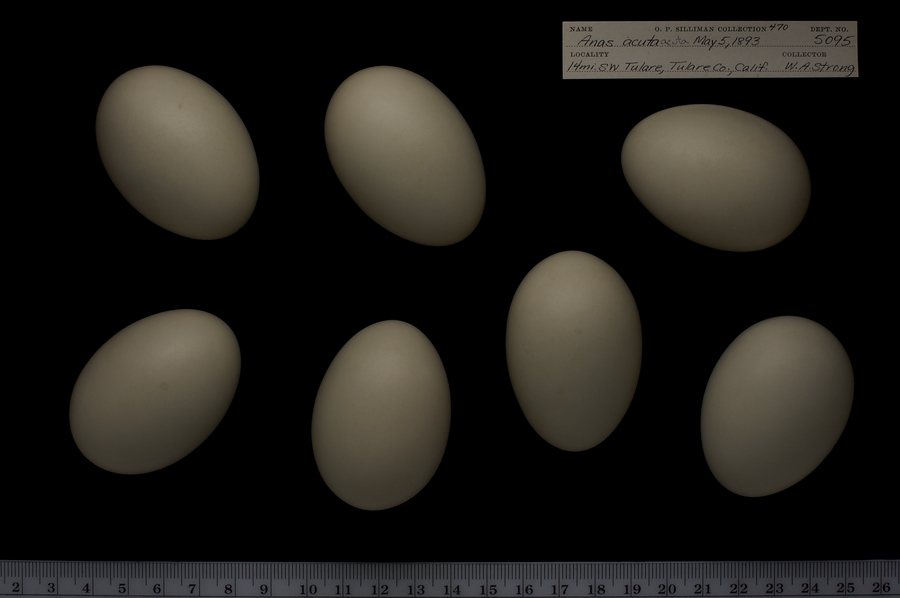 NAME O. P. SILLIMAN COLLECTION 470 DEPT. NO.
Anas acuta May 5, 1893 5095
LOCALITY COLLECTOR
14mi. SW Tulare, Tulare Co., Calif. W. A Strong
2 3 4 5 6 7 8 9 10 11 12 13 14 15 16 17 18 19 20 21 22 23 24 25 26